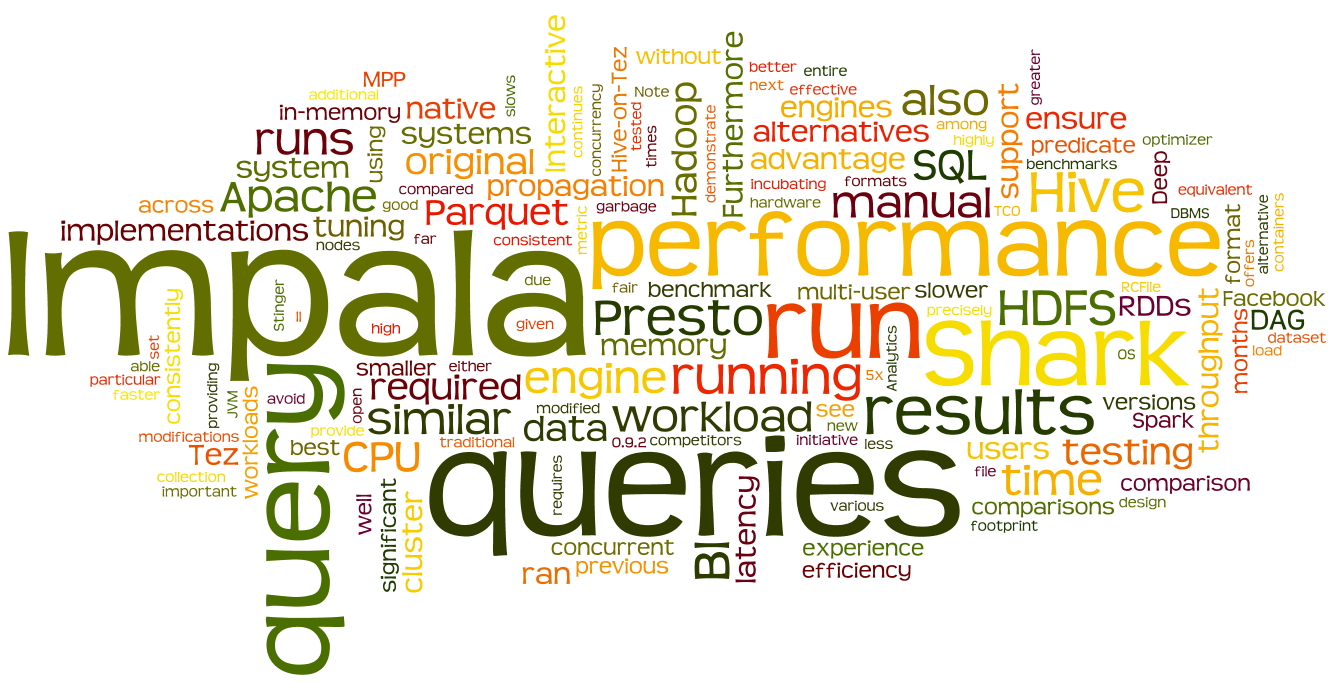 Interactive
Furthermore
Hive-on-Tez
without
greater
better
entire
MPP
slows
next
effective
additional
continues
concurrency
Note
Hadoop
tested
times
demonstrate
in-memory
native
engines
also
support
ensure
runs
using
systems
alternatives
among
highly
predicate
optimizer
system
original
advantage
SQL
benchmarks
Deep
Apache
compared
propagation
incubating
formats
Hive
equivalent
across
good
Parquet
garbage
hardware
manual
TCO
DBMS
implementations
tuning
far
consistent
metric
performance
format
offers
alternative
containers
nodes
Impala
due
fair
benchmark
multi-user
slower
RCFile
Facebook
stinger
ll
high
given
Presto
run
precisely
HDFS
RDDs
throughput
DAG
consistently
set
memory
Analytics
Shark
os
months
dataset
load
able
particular
faster
providing
JVM
workloads
avoid
query
smaller
either
required
open
engine
running
5x
similar
modified
data
workload
see
new
results
versions
Spark
modifications
Tez
best
provide
CPU
traditional
0.9.2
competitors
initiative
less
users
testing
collection
important
queries
file
time
comparison
well
significant
cluster
requires
various
comparisons
design
footprint
BI
latency
concurrent
experience
ran
previous
efficiency